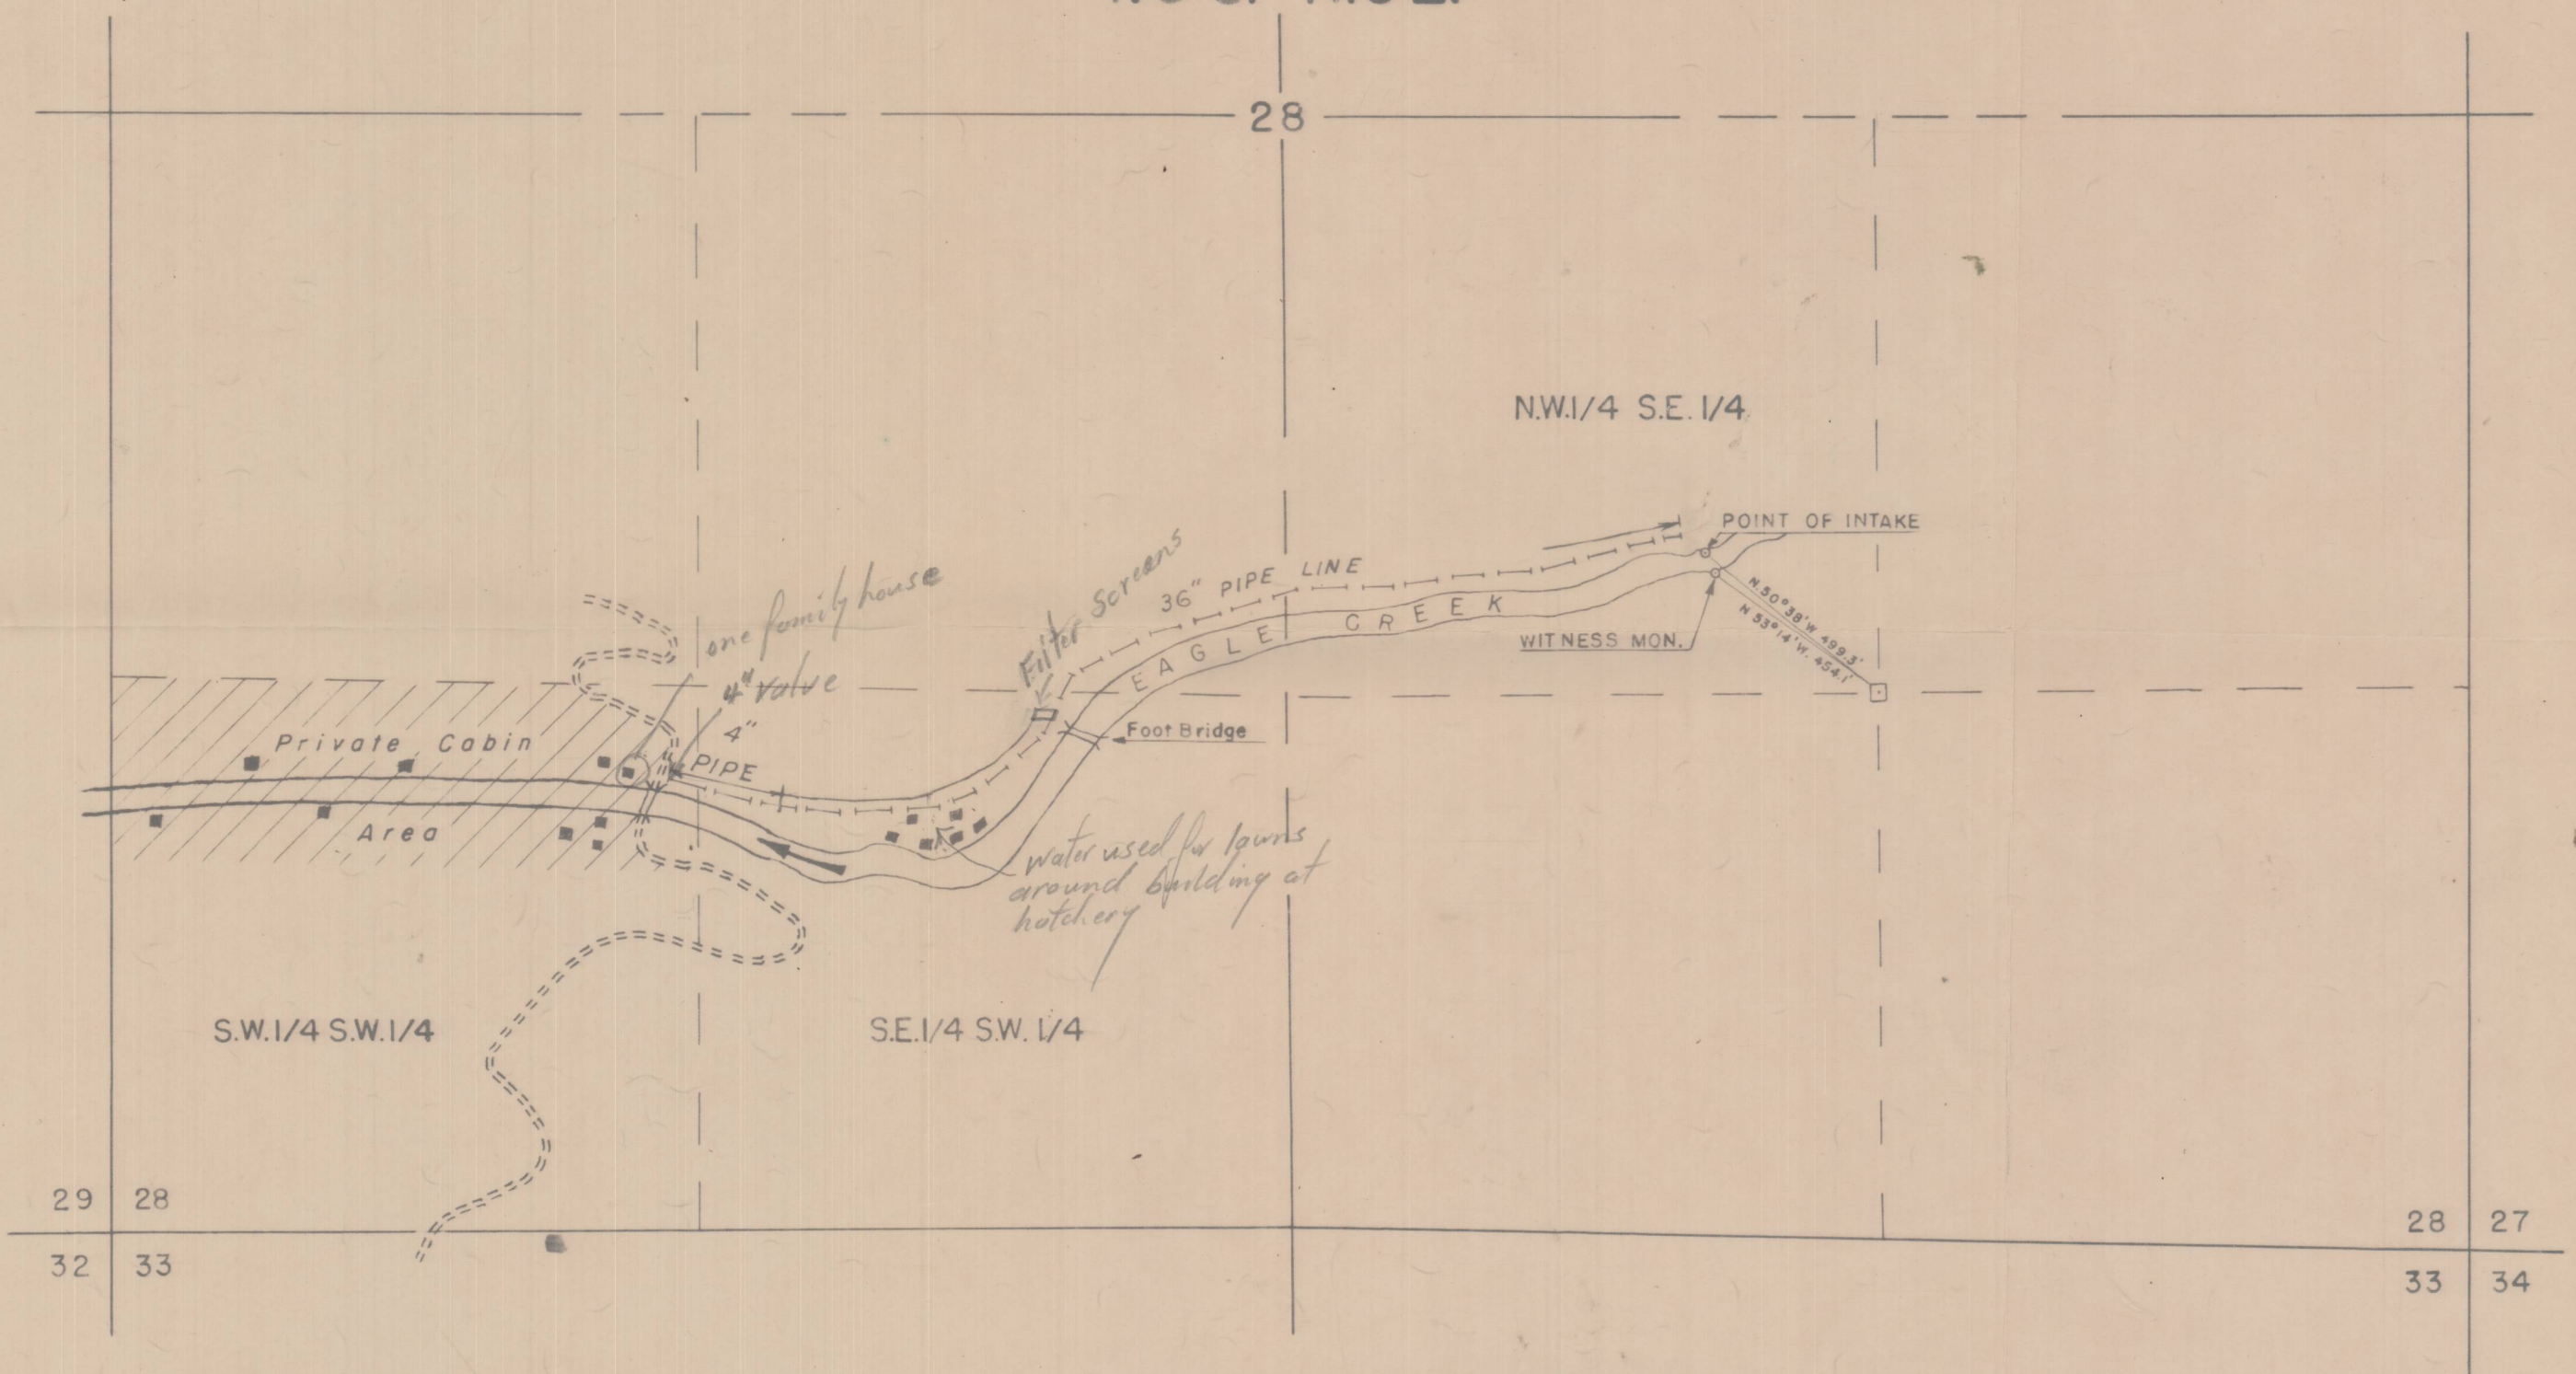 28
N.W.1/4 S.E.1/4
POINT OF INTAKE
36" PIPE LINE
EAGLE CREEK
WITNESS MON.
N.50°38'W 499.3'
N 53°14'W. 454.1'
Filter Screens
one family house
4" valve
4"
PIPE
Foot Bridge
Private Cabin
Area
water used for lawns
around building at
hatchery
S.W.1/4 S.W.1/4
S.E.1/4 S.W.1/4
29 28
32 33
28 27
33 34